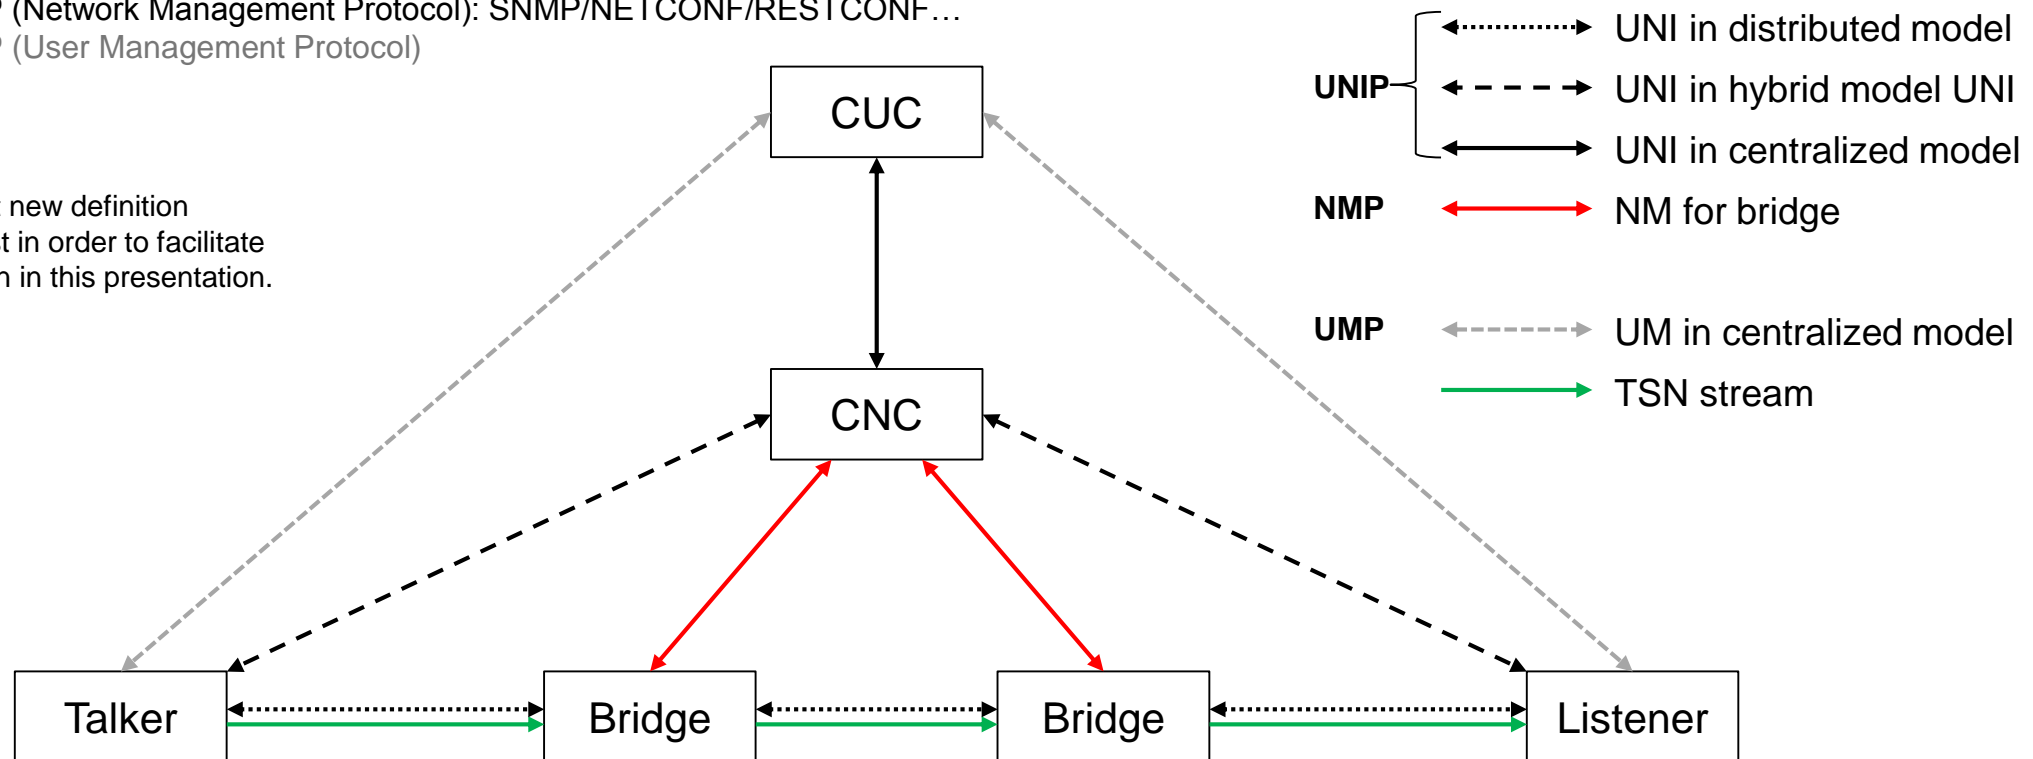 (Network Management Protocol): SNMP/NETCONF/RESTCONF…
(User Management Protocol)
new definition
in order to facilitate
in this presentation.
CUC
CNC
Talker
Bridge
Bridge
Listener
UNIP
UNI in distributed model
UNI in hybrid model UNI
UNI in centralized model
NMP
NM for bridge
UMP
UM in centralized model
TSN stream